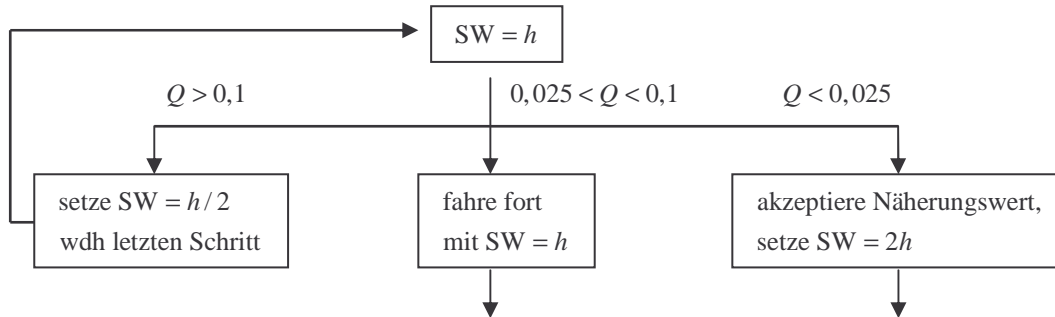 SW = h
Q > 0,1
0,025 < Q < 0,1
Q < 0,025
setze SW = h/2
wdh letzten Schritt
fahre fort
mit SW = h
akzeptiere Näherungswert,
setze SW = 2h